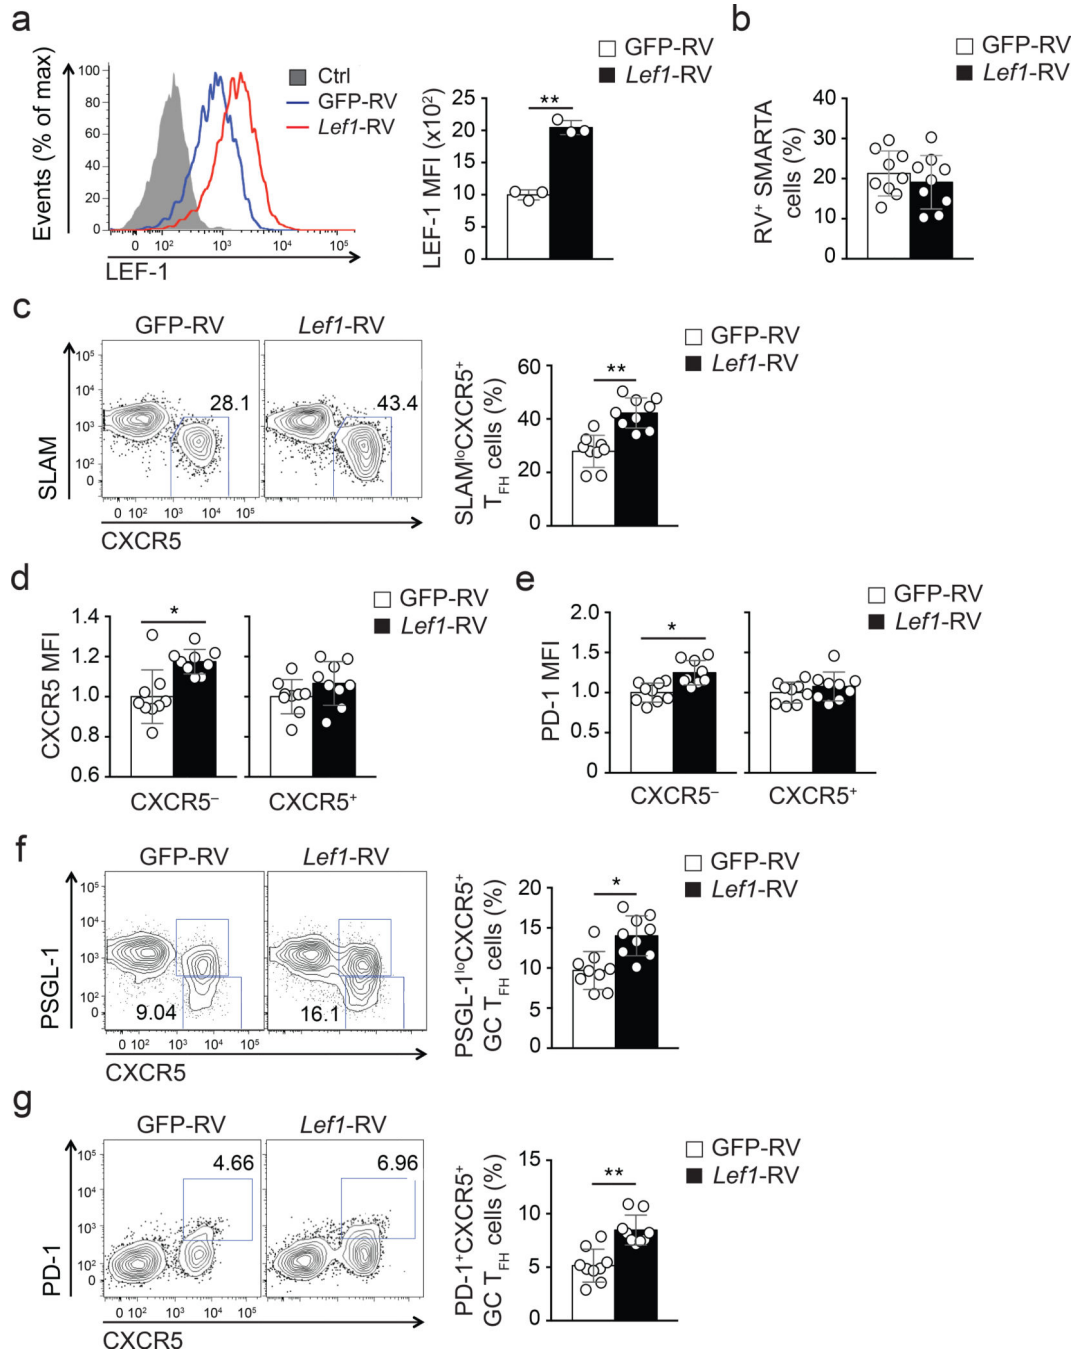 a
Events (% of max)
100
80
60
40
20
0
0 10² 10³ 10⁴ 10⁵
LEF-1
Ctrl
GFP-RV
Lef1-RV
GFP-RV
Lef1-RV
LEF-1 MFI (x10²)
25
20
15
10
5
0
**
b
GFP-RV
Lef1-RV
RV⁺ SMARTA
cells (%)
40
30
20
10
0
c
GFP-RV
Lef1-RV
SLAM
10⁵
10⁴
10³
10²
0
28.1
43.4
0 10² 10³ 10⁴ 10⁵
CXCR5
GFP-RV
Lef1-RV
SLAMˡᵒCXCR5⁺
T_FH cells (%)
60
40
20
0
**
d
GFP-RV
Lef1-RV
CXCR5 MFI
1.4
1.2
1.0
0.8
0.6
*
CXCR5⁻
CXCR5⁺
e
GFP-RV
Lef1-RV
PD-1 MFI
2.0
1.5
1.0
0.5
0
*
CXCR5⁻
CXCR5⁺
f
GFP-RV
Lef1-RV
PSGL-1
10⁵
10⁴
10³
10²
0
9.04
16.1
0 10² 10³ 10⁴ 10⁵
CXCR5
GFP-RV
Lef1-RV
PSGL-1ˡᵒCXCR5⁺
GC T_FH cells (%)
20
15
10
5
0
*
g
GFP-RV
Lef1-RV
PD-1
10⁵
10⁴
10³
10²
0
4.66
6.96
0 10² 10³ 10⁴ 10⁵
CXCR5
GFP-RV
Lef1-RV
PD-1⁺CXCR5⁺
GC T_FH cells (%)
15
10
5
0
**